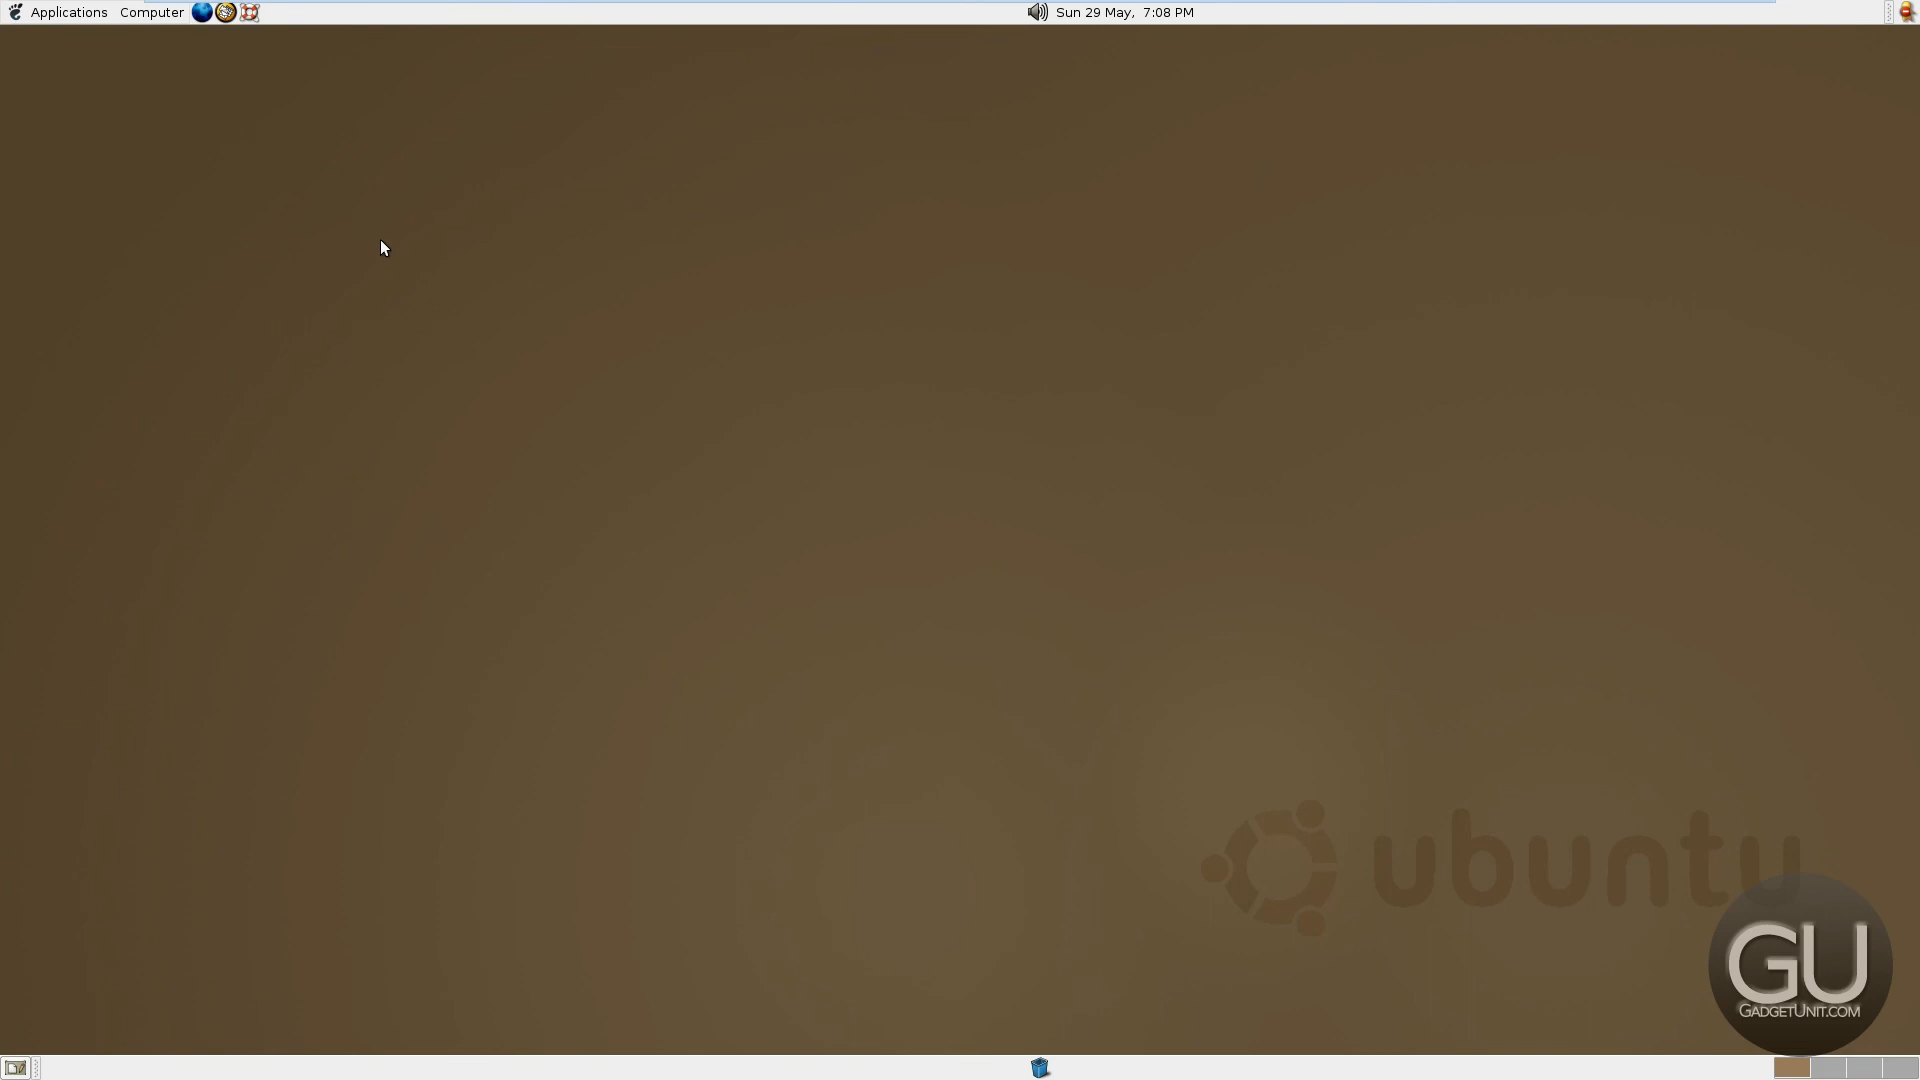 Applications Computer Sun 29 May, 7:08 PM
ubuntu
GU
GADGETUNIT.COM